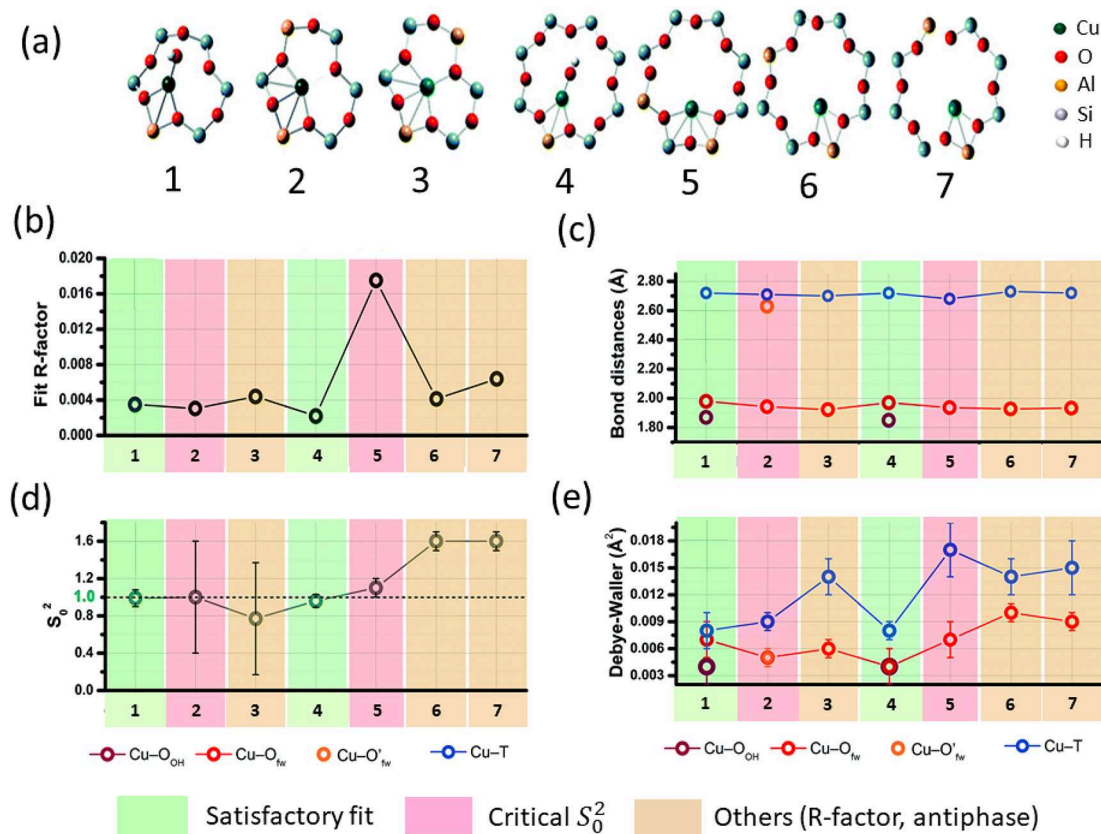 (a)
Cu
O
Al
Si
H
1 2 3 4 5 6 7
(b)
Fit R-factor
0.020
0.016
0.012
0.008
0.004
0.000
1 2 3 4 5 6 7
(c)
Bond distances (Å)
2.80
2.60
2.40
2.20
2.00
1.80
1 2 3 4 5 6 7
(d)
S₀²
1.6
1.2
1.0
0.8
0.4
0.0
1 2 3 4 5 6 7
Cu–O_OH Cu–O_fw Cu–O'_fw Cu–T
(e)
Debye-Waller (Å²)
0.018
0.015
0.012
0.009
0.006
0.003
1 2 3 4 5 6 7
Cu–O_OH Cu–O_fw Cu–O'_fw Cu–T
Satisfactory fit Critical S₀² Others (R-factor, antiphase)